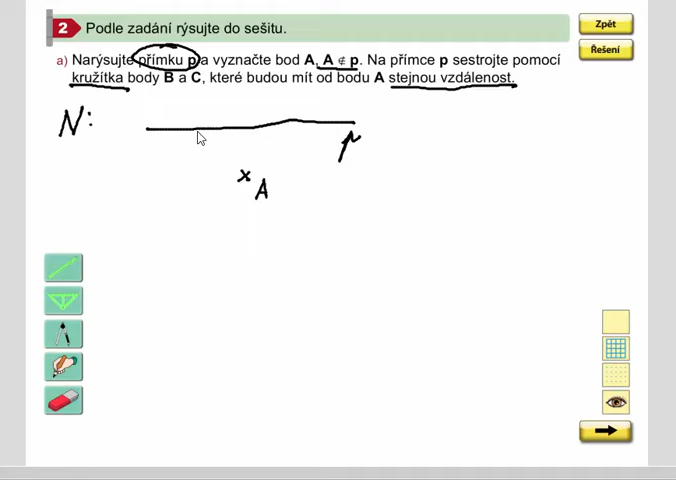 2 Podle zadání rýsujte do sešitu.
Zpět
Řešení
a) Narýsujte přímku p a vyznačte bod A, A ∉ p. Na přímce p sestrojte pomocí
kružítka body B a C, které budou mít od bodu A stejnou vzdálenost.
N:
p
x A